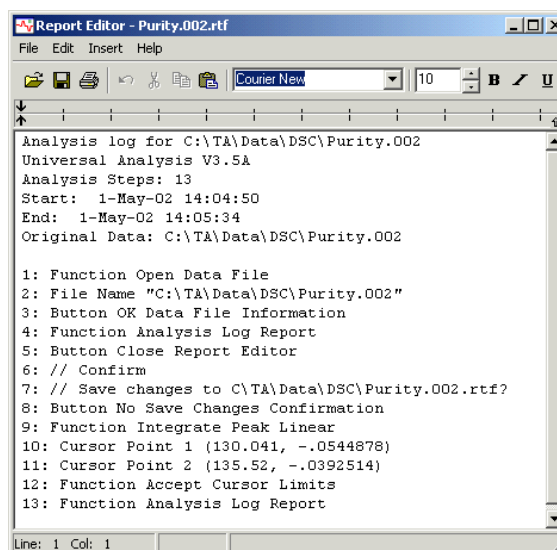 Report Editor - Purity.002.rtf
File Edit Insert Help
Courier New 10 B I U
Analysis log for C:\TA\Data\DSC\Purity.002
Universal Analysis V3.5A
Analysis Steps: 13
Start:  1-May-02 14:04:50
End:  1-May-02 14:05:34
Original Data: C:\TA\Data\DSC\Purity.002
1: Function Open Data File
2: File Name "C:\TA\Data\DSC\Purity.002"
3: Button OK Data File Information
4: Function Analysis Log Report
5: Button Close Report Editor
6: // Confirm
7: // Save changes to C\TA\Data\DSC\Purity.002.rtf?
8: Button No Save Changes Confirmation
9: Function Integrate Peak Linear
10: Cursor Point 1 (130.041, -.0544878)
11: Cursor Point 2 (135.52, -.0392514)
12: Function Accept Cursor Limits
13: Function Analysis Log Report
Line: 1 Col: 1